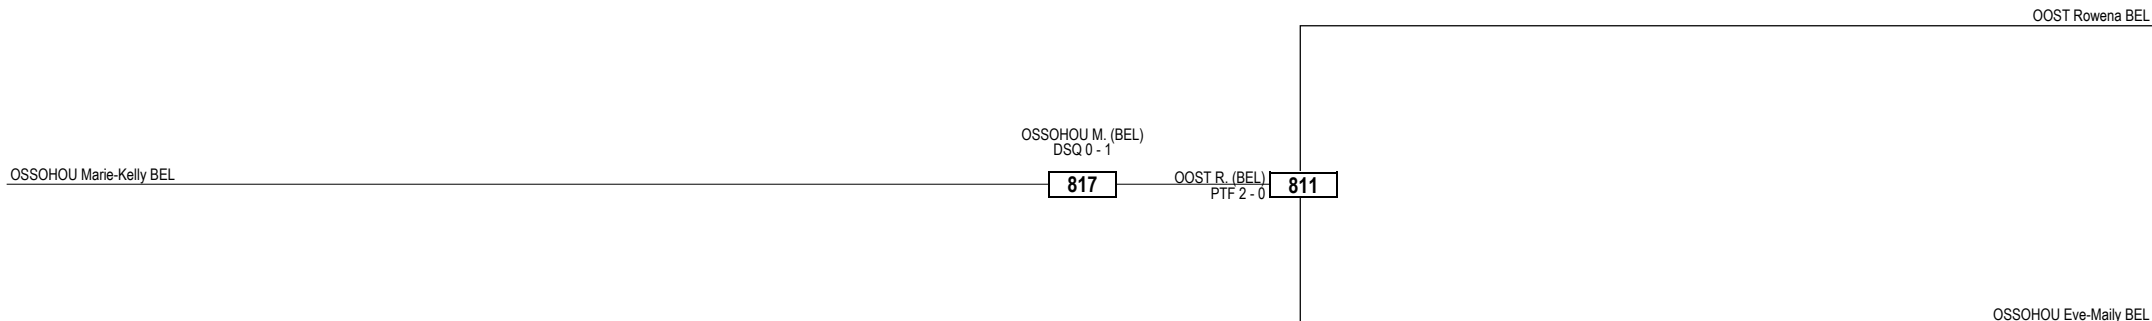 OOST Rowena BEL
OSSOHOU M. (BEL)
DSQ 0 - 1
OSSOHOU Marie-Kelly BEL
817
OOST R. (BEL)
PTF 2 - 0
811
OSSOHOU Eve-Maily BEL